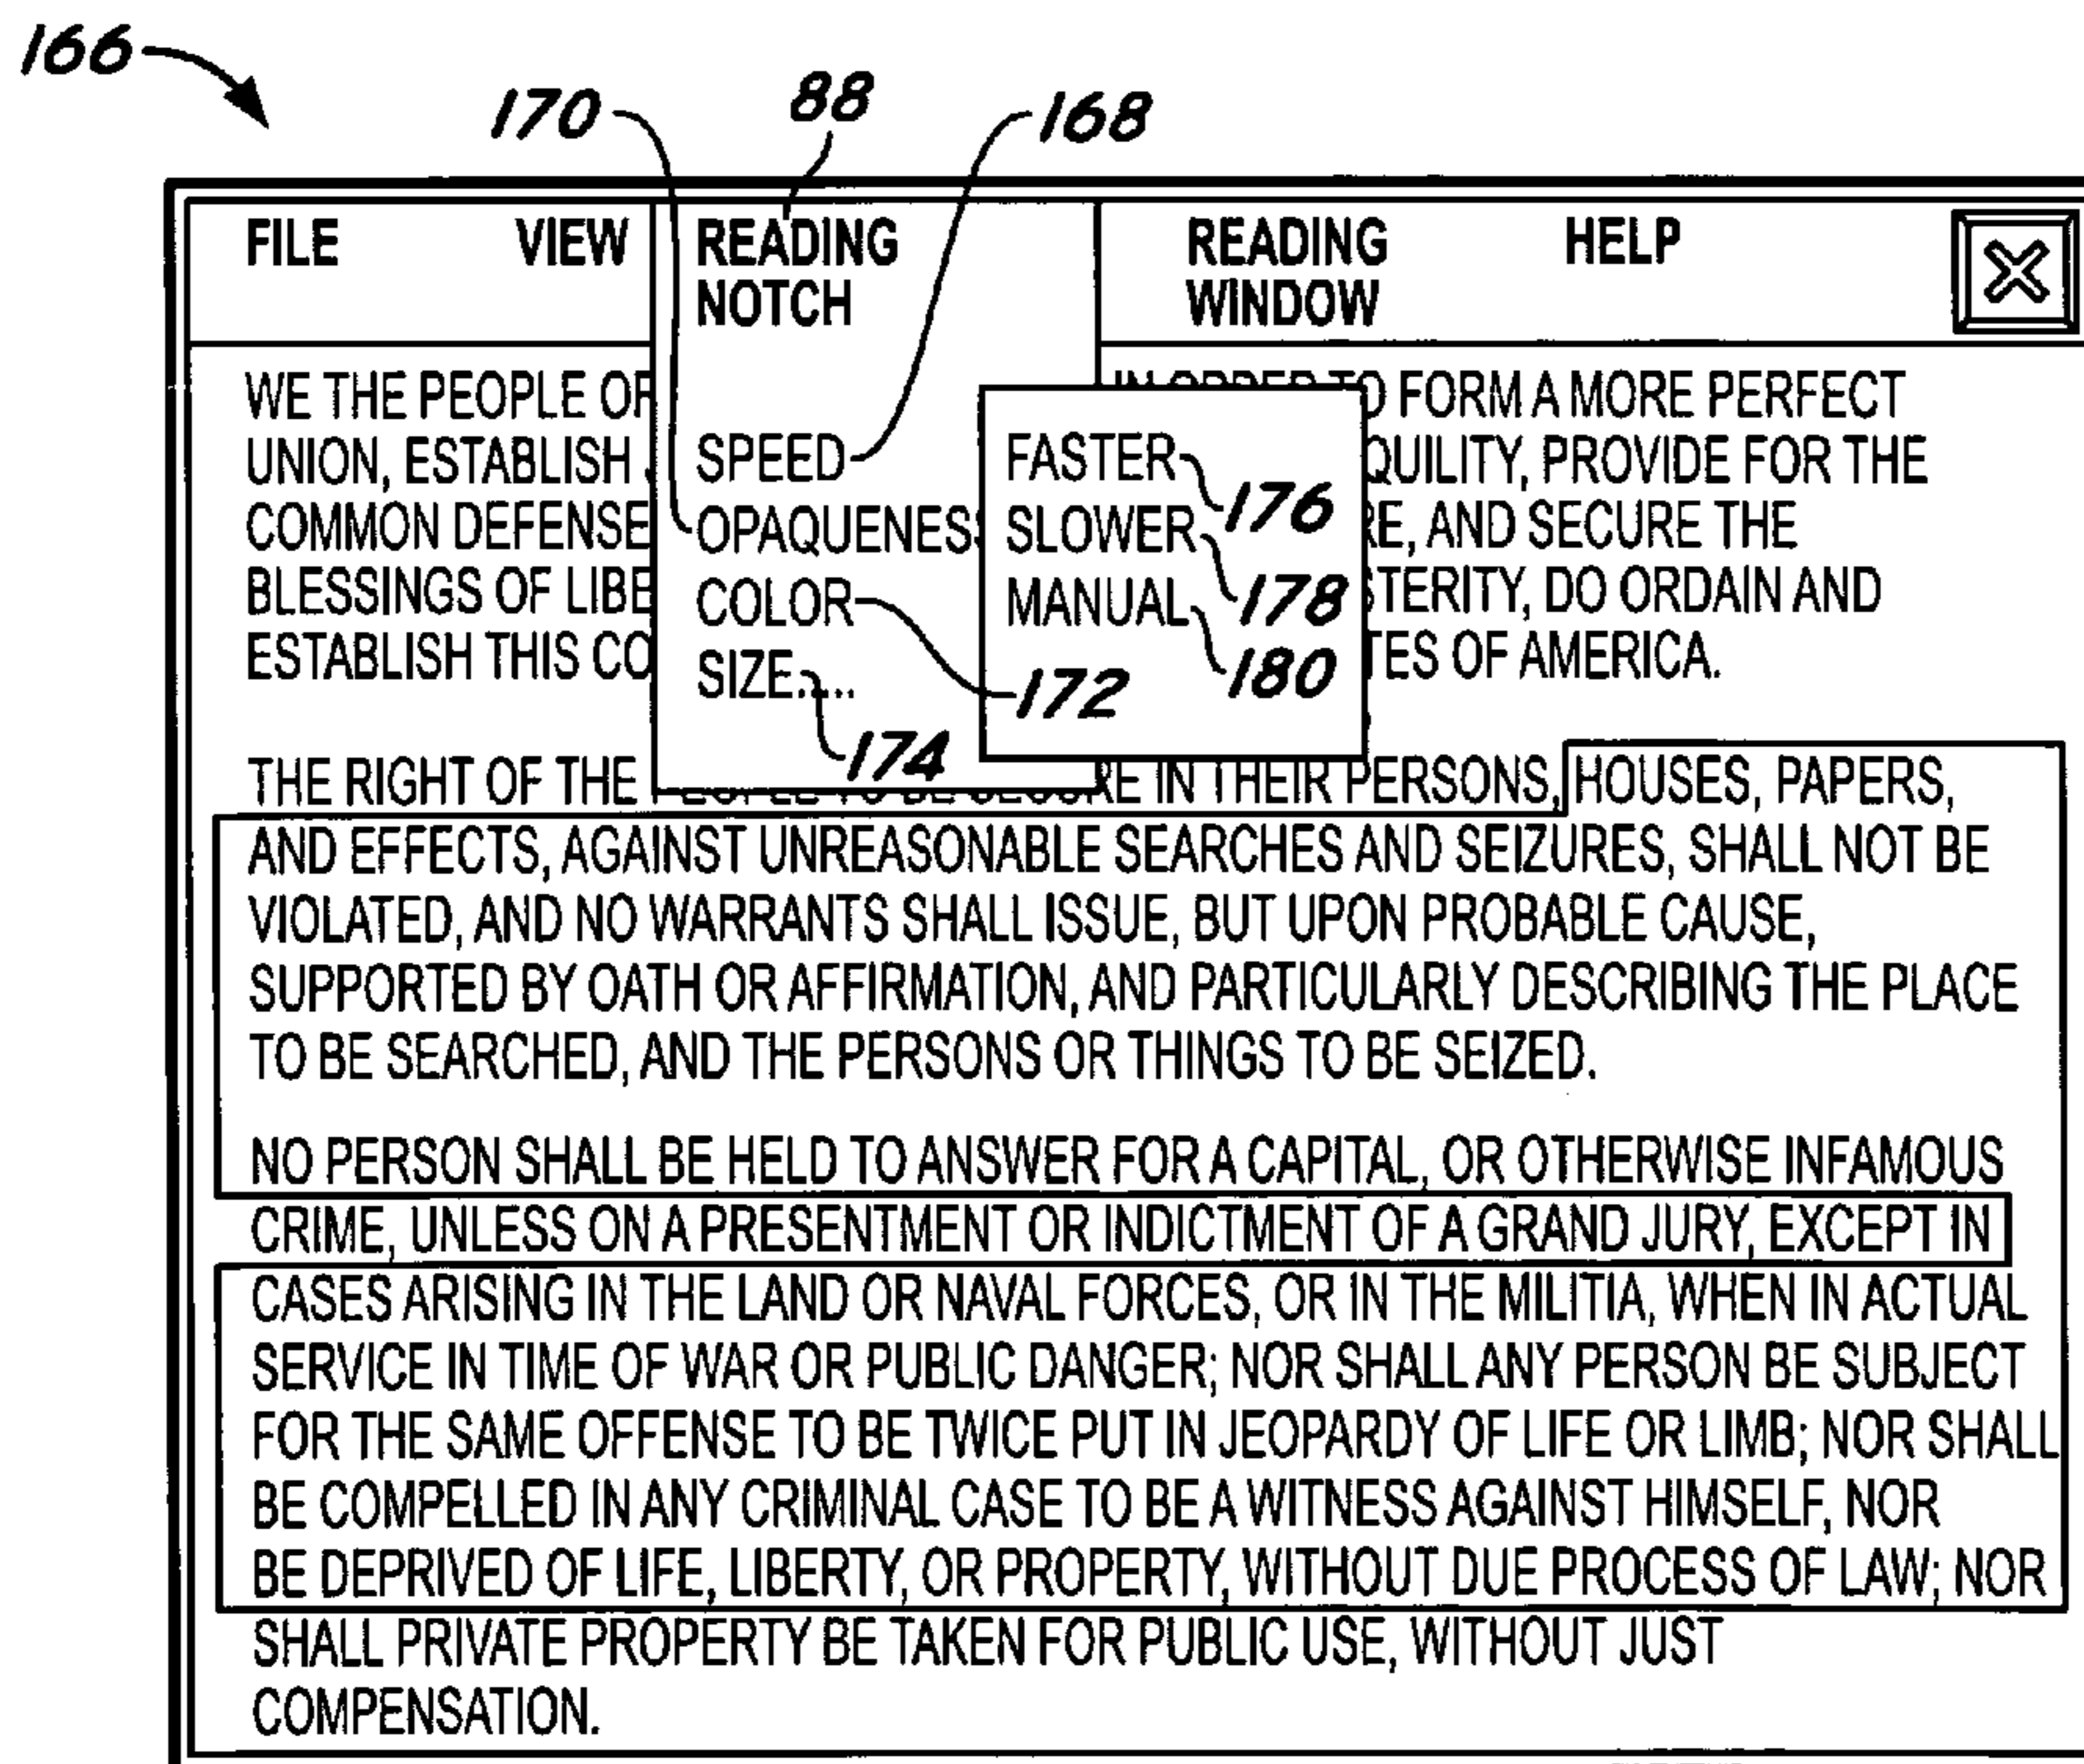 166
170 88 168
FILE VIEW READING NOTCH READING WINDOW HELP
WE THE PEOPLE OF IN ORDER TO FORM A MORE PERFECT
UNION, ESTABLISH SPEED FASTER 176 QUILITY, PROVIDE FOR THE
COMMON DEFENSE OPAQUENESS SLOWER 178 RE, AND SECURE THE
BLESSINGS OF LIBE COLOR MANUAL 180 STERITY, DO ORDAIN AND
ESTABLISH THIS CO SIZE..... 172 TES OF AMERICA.
174
THE RIGHT OF THE PEOPLE TO BE SECURE IN THEIR PERSONS, HOUSES, PAPERS,
AND EFFECTS, AGAINST UNREASONABLE SEARCHES AND SEIZURES, SHALL NOT BE
VIOLATED, AND NO WARRANTS SHALL ISSUE, BUT UPON PROBABLE CAUSE,
SUPPORTED BY OATH OR AFFIRMATION, AND PARTICULARLY DESCRIBING THE PLACE
TO BE SEARCHED, AND THE PERSONS OR THINGS TO BE SEIZED.
NO PERSON SHALL BE HELD TO ANSWER FOR A CAPITAL, OR OTHERWISE INFAMOUS
CRIME, UNLESS ON A PRESENTMENT OR INDICTMENT OF A GRAND JURY, EXCEPT IN
CASES ARISING IN THE LAND OR NAVAL FORCES, OR IN THE MILITIA, WHEN IN ACTUAL
SERVICE IN TIME OF WAR OR PUBLIC DANGER; NOR SHALL ANY PERSON BE SUBJECT
FOR THE SAME OFFENSE TO BE TWICE PUT IN JEOPARDY OF LIFE OR LIMB; NOR SHALL
BE COMPELLED IN ANY CRIMINAL CASE TO BE A WITNESS AGAINST HIMSELF, NOR
BE DEPRIVED OF LIFE, LIBERTY, OR PROPERTY, WITHOUT DUE PROCESS OF LAW; NOR
SHALL PRIVATE PROPERTY BE TAKEN FOR PUBLIC USE, WITHOUT JUST
COMPENSATION.